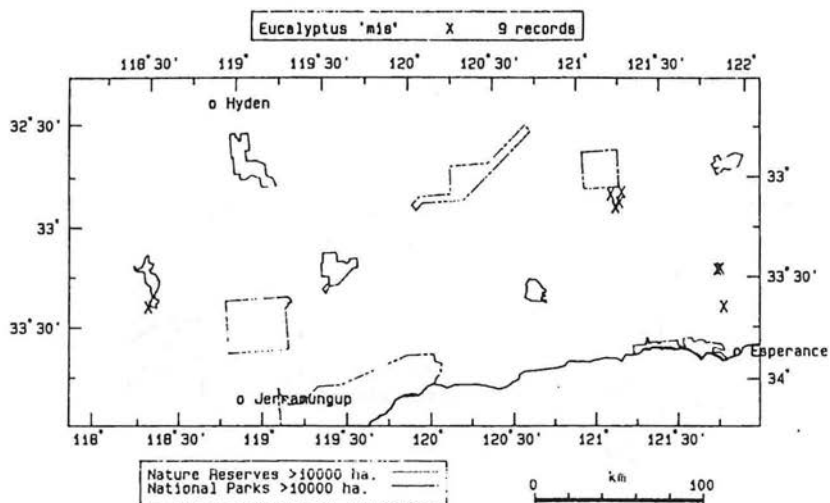 Eucalyptus 'mis' X 9 records
118° 30' 119° 119° 30' 120° 120° 30' 121° 121° 30' 122°
Hyden
32° 30'
33°
33°
33° 30'
33° 30'
Esperance
34°
Jerramungup
118° 118° 30' 119° 119° 30' 120° 120° 30' 121° 121° 30'
Nature Reserves >10000 ha.
National Parks >10000 ha.
km
0 100